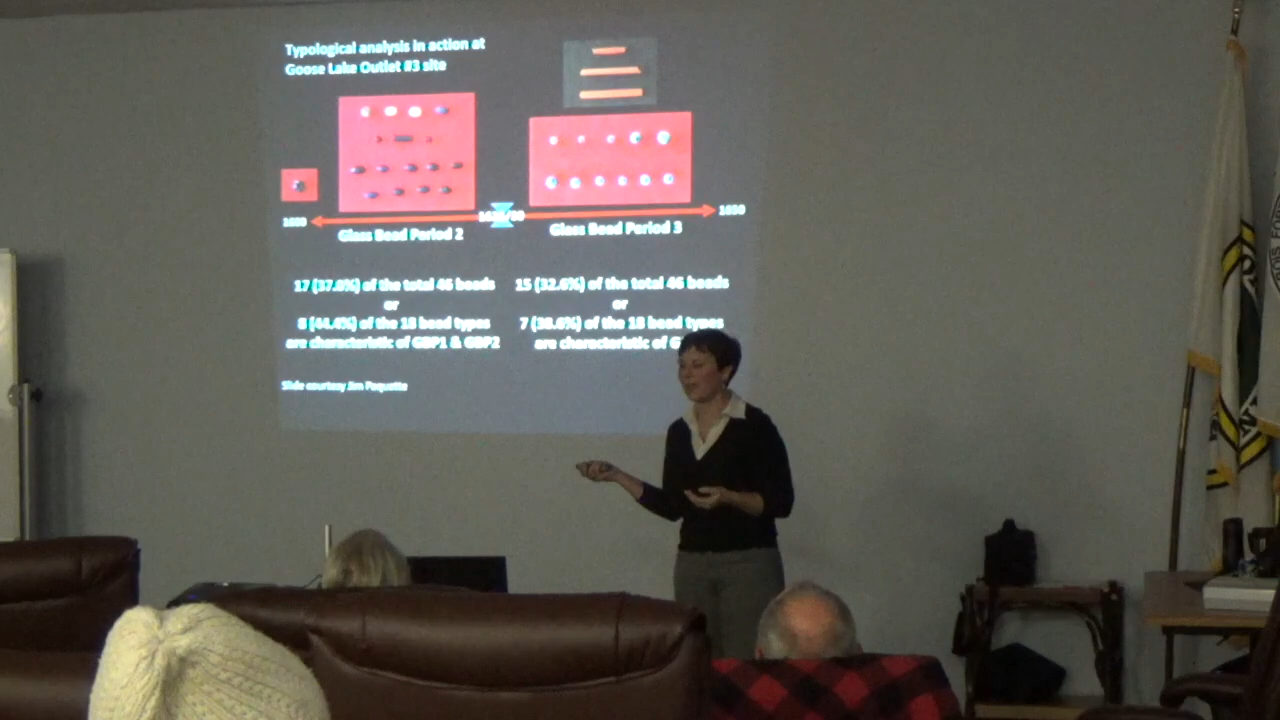 Typological analysis in action at
Goose Lake Outlet #3 site
1600
1650
Glass Bead Period 2
Glass Bead Period 3
17 (37.0%) of the total 46 beads
or
8 (44.4%) of the 18 bead types
are characteristic of GBP1 & GBP2
15 (32.6%) of the total 46 beads
or
7 (38.8%) of the 18 bead types
are characteristic of
Slide courtesy Jim Paquette